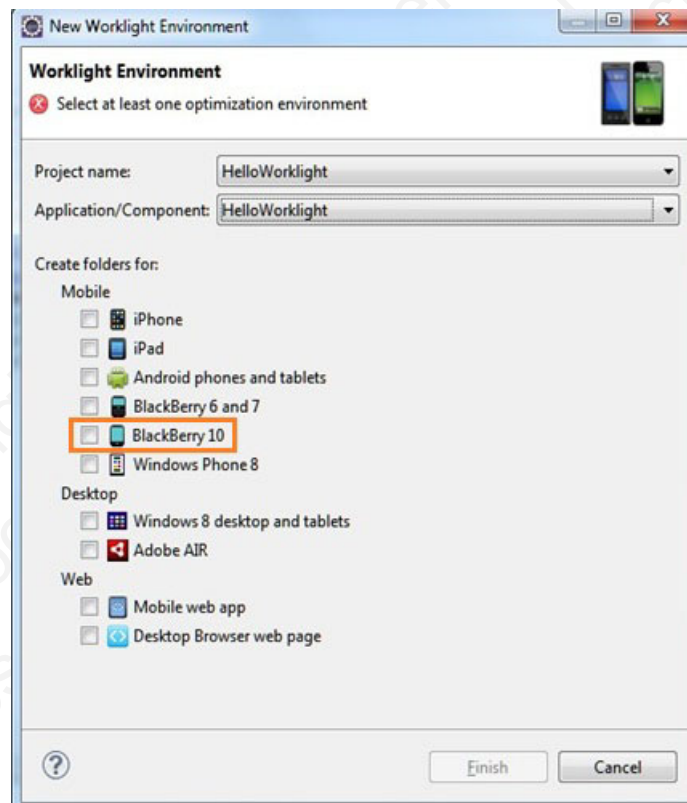 New Worklight Environment
Worklight Environment
Select at least one optimization environment
Project name: HelloWorklight
Application/Component: HelloWorklight
Create folders for:
Mobile
iPhone
iPad
Android phones and tablets
BlackBerry 6 and 7
BlackBerry 10
Windows Phone 8
Desktop
Windows 8 desktop and tablets
Adobe AIR
Web
Mobile web app
Desktop Browser web page
Finish Cancel